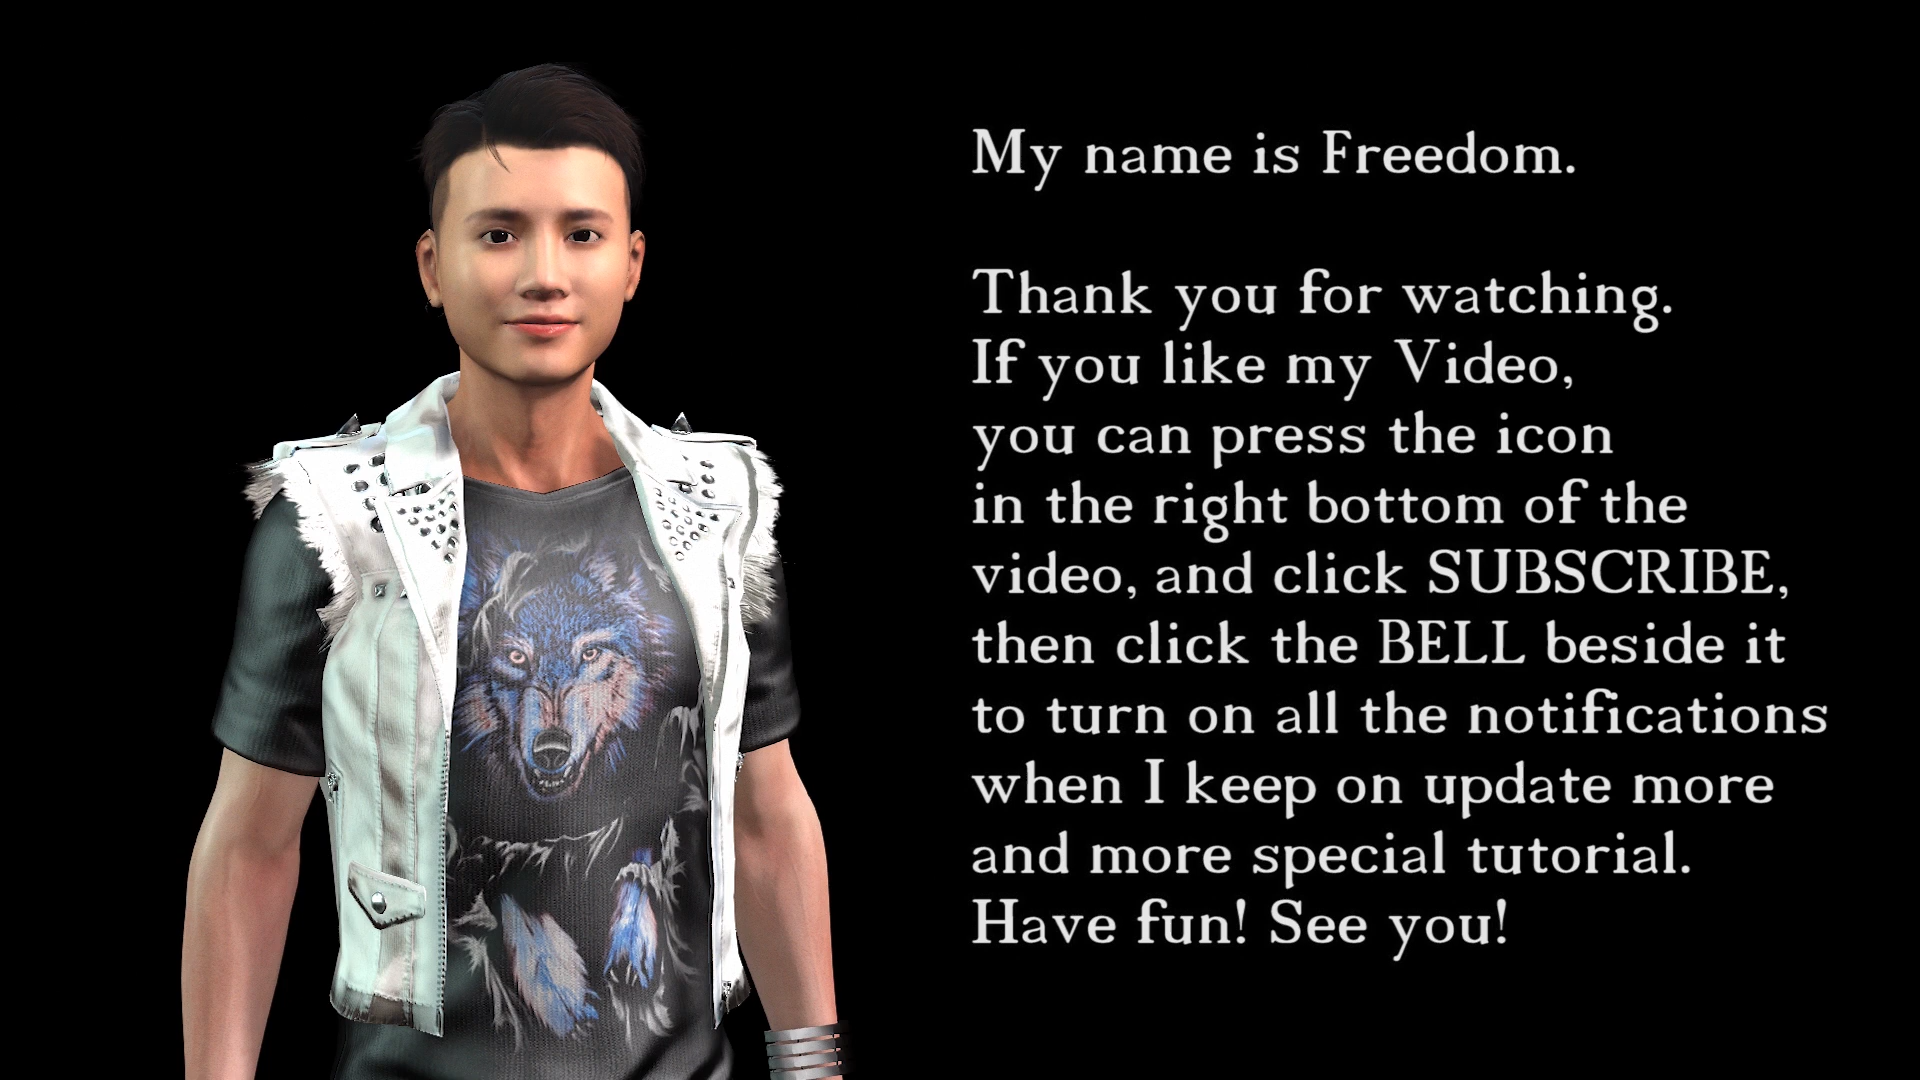 My name is Freedom.
Thank you for watching.
If you like my Video,
you can press the icon
in the right bottom of the
video, and click SUBSCRIBE,
then click the BELL beside it
to turn on all the notifications
when I keep on update more
and more special tutorial.
Have fun! See you!